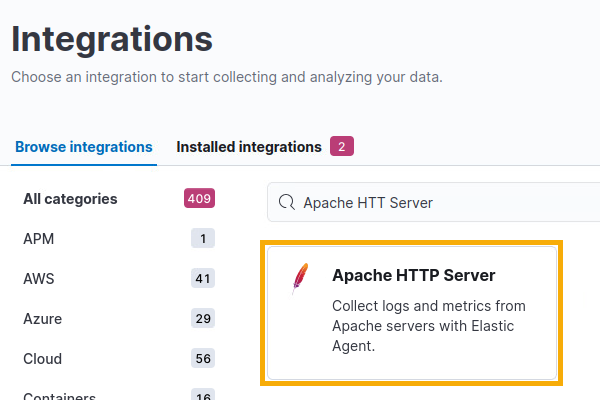 Integrations
Choose an integration to start collecting and analyzing your data.
Browse integrations
Installed integrations 2
All categories 409
APM 1
AWS 41
Azure 29
Cloud 56
Containers 16
Apache HTT Server
Apache HTTP Server
Collect logs and metrics from
Apache servers with Elastic
Agent.